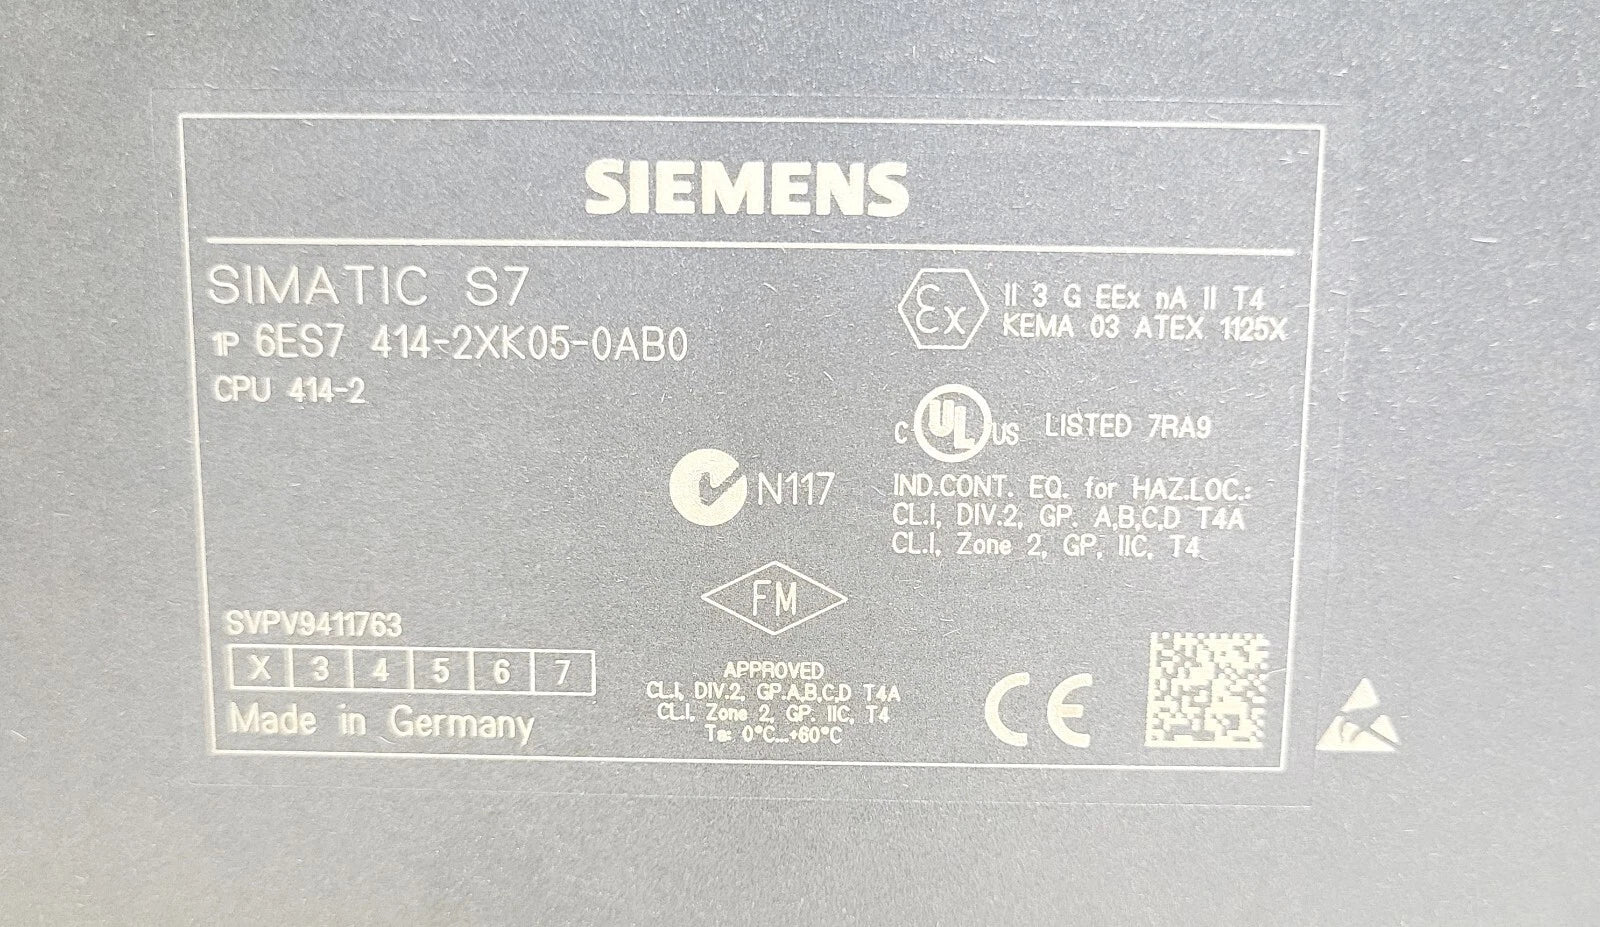 SIEMENS
SIMATIC S7
1P 6ES7 414-2XK05-0AB0
CPU 414-2
Ex II 3 G EEx nA II T4
KEMA 03 ATEX 1125X
C UL US LISTED 7RA9
N117
IND.CONT. EQ. for HAZ.LOC.:
CL.I, DIV.2, GP. A,B,C,D T4A
CL.I, Zone 2, GP, IIC, T4
FM
APPROVED
CL.I, DIV.2, GP.A,B,C,D T4A
CL.I, Zone 2, GP. IIC, T4
Ta: 0°C...+60°C
SVPV9411763
X 3 4 5 6 7
Made in Germany
CE